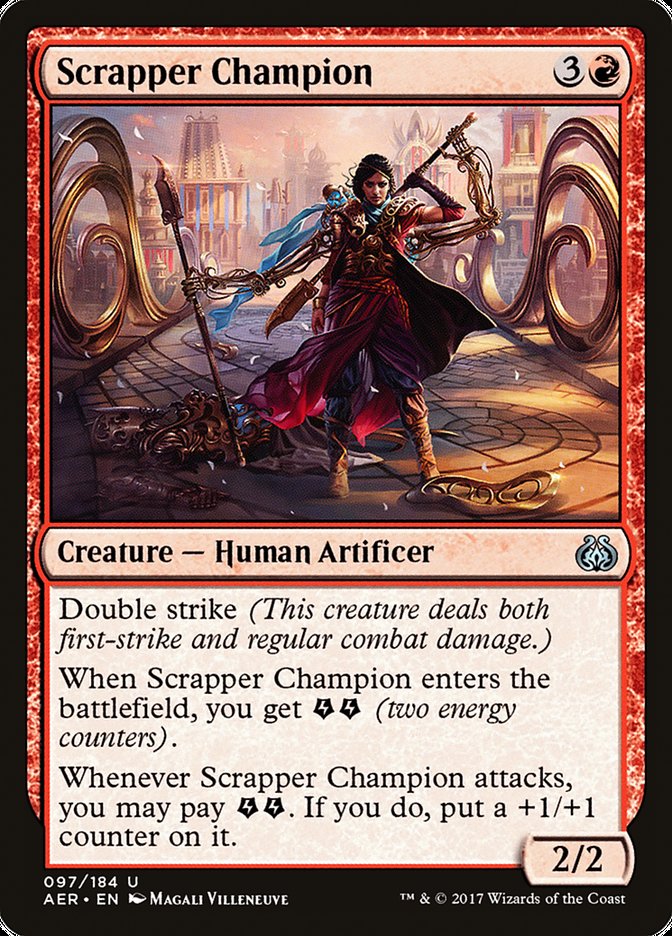 Scrapper Champion 3
Creature — Human Artificer
Double strike (This creature deals both
first-strike and regular combat damage.)
When Scrapper Champion enters the
battlefield, you get (two energy
counters).
Whenever Scrapper Champion attacks,
you may pay . If you do, put a +1/+1
counter on it.
2/2
097/184 U
AER • EN Magali Villeneuve
™ & © 2017 Wizards of the Coast